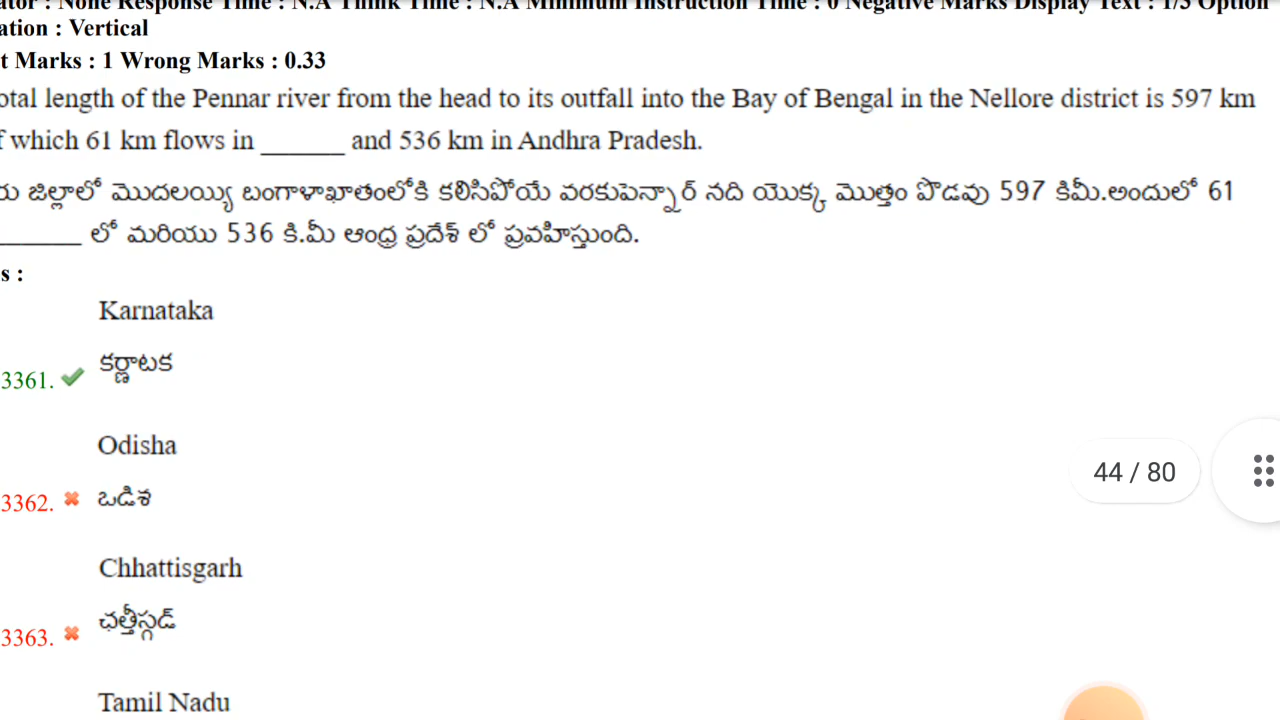 ator : None Response Time : N.A Think Time : N.A Minimum Instruction Time : 0 Negative Marks Display Text : 1/3 Option
ation : Vertical
t Marks : 1 Wrong Marks : 0.33
otal length of the Pennar river from the head to its outfall into the Bay of Bengal in the Nellore district is 597 km
f which 61 km flows in ______ and 536 km in Andhra Pradesh.
రు జిల్లాలో మొదలయ్యి బంగాళాఖాతంలోకి కలిసిపోయే వరకుపెన్నార్ నది యొక్క మొత్తం పొడవు 597 కిమీ.అందులో 61
______ లో మరియు 536 కి.మీ ఆంధ్ర ప్రదేశ్ లో ప్రవహిస్తుంది.
s :
Karnataka
కర్ణాటక
3361.
Odisha
ఒడిశ
3362.
44 / 80
Chhattisgarh
ఛత్తీస్గడ్
3363.
Tamil Nadu